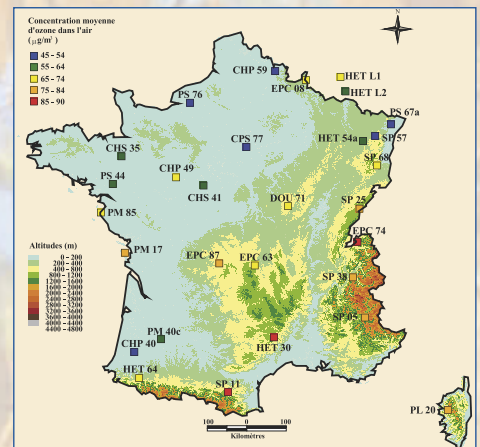 Concentration moyenne
d'ozone dans l'air
(µg/m³)
45 - 54
55 - 64
65 - 74
75 - 84
85 - 90
CHP 59
EPC 08
HET L1
HET L2
PS 76
PS 67a
CPS 77
HET 54a
SP 57
CHS 35
SP 68
CHP 49
PS 44
CHS 41
DOU 71
SP 25
PM 85
EPC 74
PM 17
EPC 87
EPC 63
SP 38
SP 05
PM 40c
CHP 40
HET 30
HET 64
SP 11
PL 20
Altitudes (m)
0 - 200
200 - 400
400 - 800
800 - 1200
1200 - 1600
1600 - 2000
2000 - 2400
2400 - 2800
2800 - 3200
3200 - 3600
3600 - 4000
4000 - 4400
4400 - 4800
100 0 100
Kilomètres